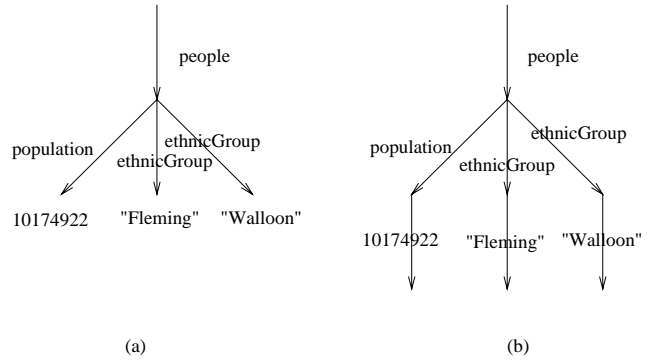 people
population
ethnicGroup
ethnicGroup
10174922
"Fleming"
"Walloon"
(a)
people
population
ethnicGroup
ethnicGroup
10174922
"Fleming"
"Walloon"
(b)